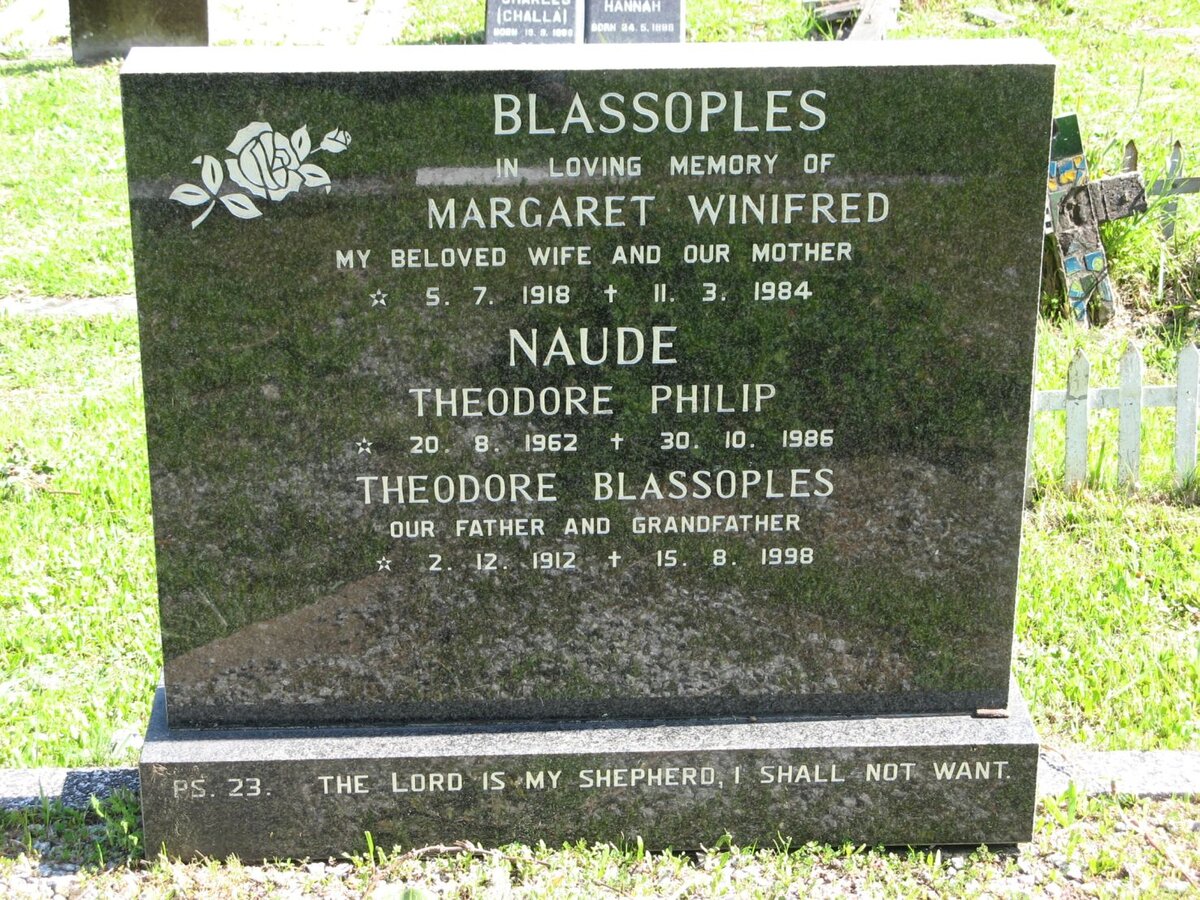 CHARLES
(CHALLA)
HANNAH
BLASSOPLES
IN LOVING MEMORY OF
MARGARET WINIFRED
MY BELOVED WIFE AND OUR MOTHER
☆ 5. 7. 1918 † 11. 3. 1984
NAUDE
THEODORE PHILIP
☆ 20. 8. 1962 † 30. 10. 1986
THEODORE BLASSOPLES
OUR FATHER AND GRANDFATHER
☆ 2. 12. 1912 † 15. 8. 1998
PS. 23. THE LORD IS MY SHEPHERD, I SHALL NOT WANT.